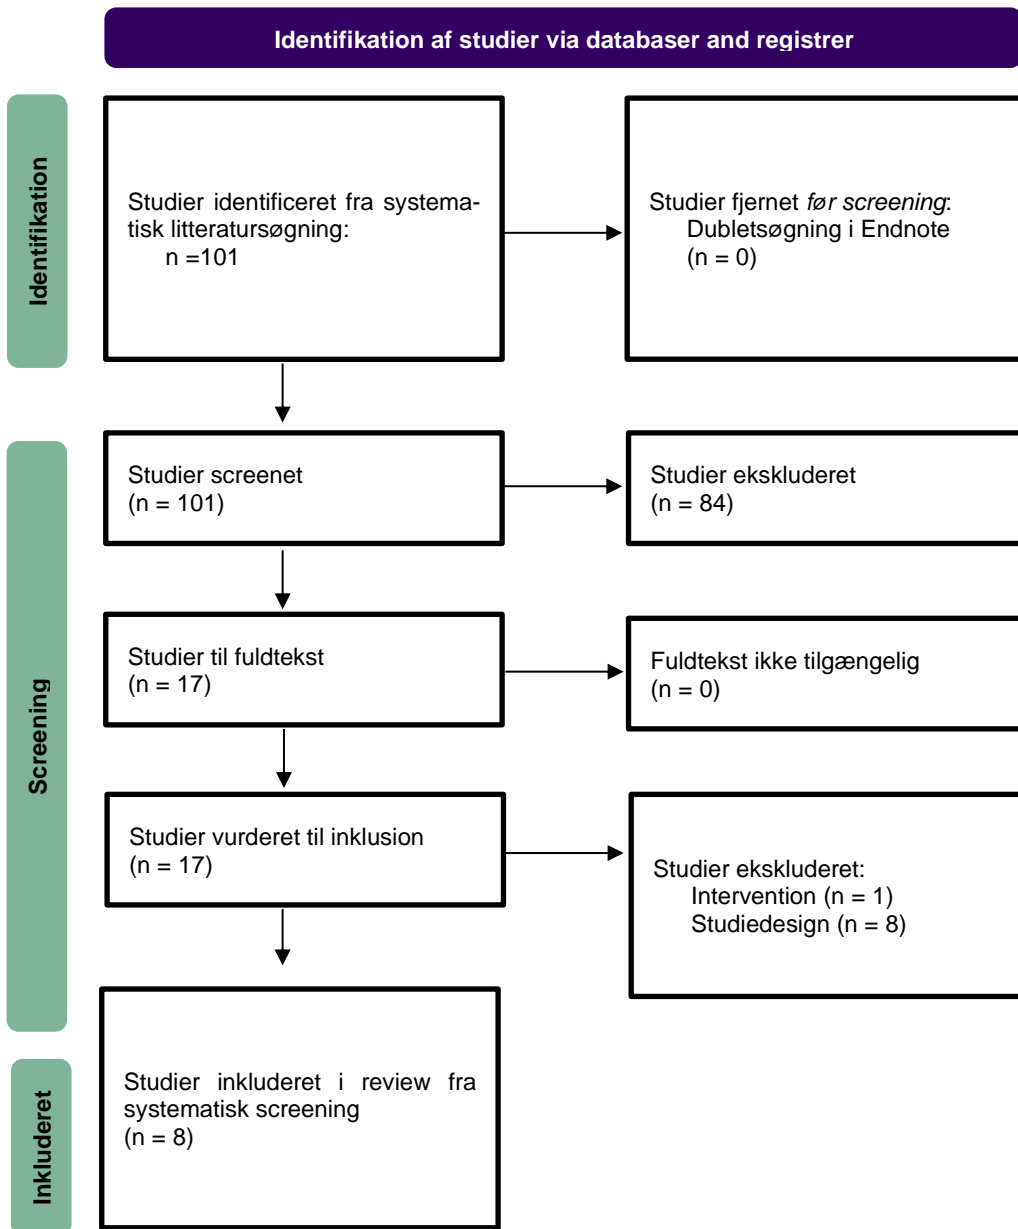 Identifikation af studier via databaser and registrer
Identifikation
Studier identificeret fra systema-
tisk litteratursøgning:
n =101
Studier fjernet før screening:
Dubletsøgning i Endnote
(n = 0)
Screening
Studier screenet
(n = 101)
Studier ekskluderet
(n = 84)
Studier til fuldtekst
(n = 17)
Fuldtekst ikke tilgængelig
(n = 0)
Studier vurderet til inklusion
(n = 17)
Studier ekskluderet:
Intervention (n = 1)
Studiedesign (n = 8)
Inkluderet
Studier inkluderet i review fra
systematisk screening
(n = 8)